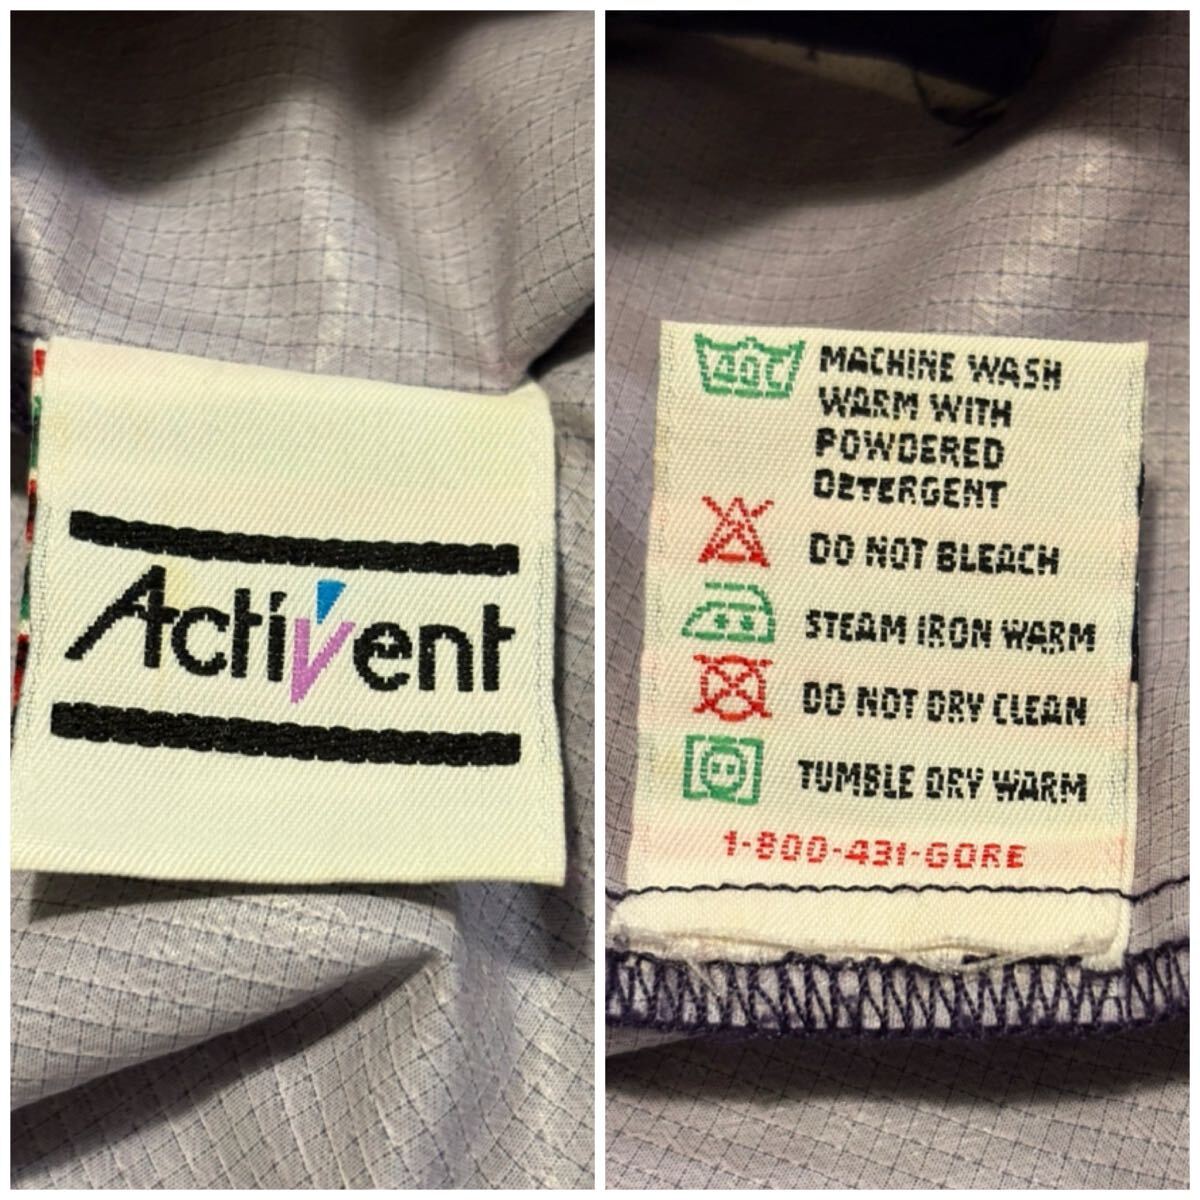 Activent
40C
MACHINE WASH
WARM WITH
POWDERED
DETERGENT
DO NOT BLEACH
STEAM IRON WARM
DO NOT DRY CLEAN
TUMBLE DRY WARM
1-800-431-GORE